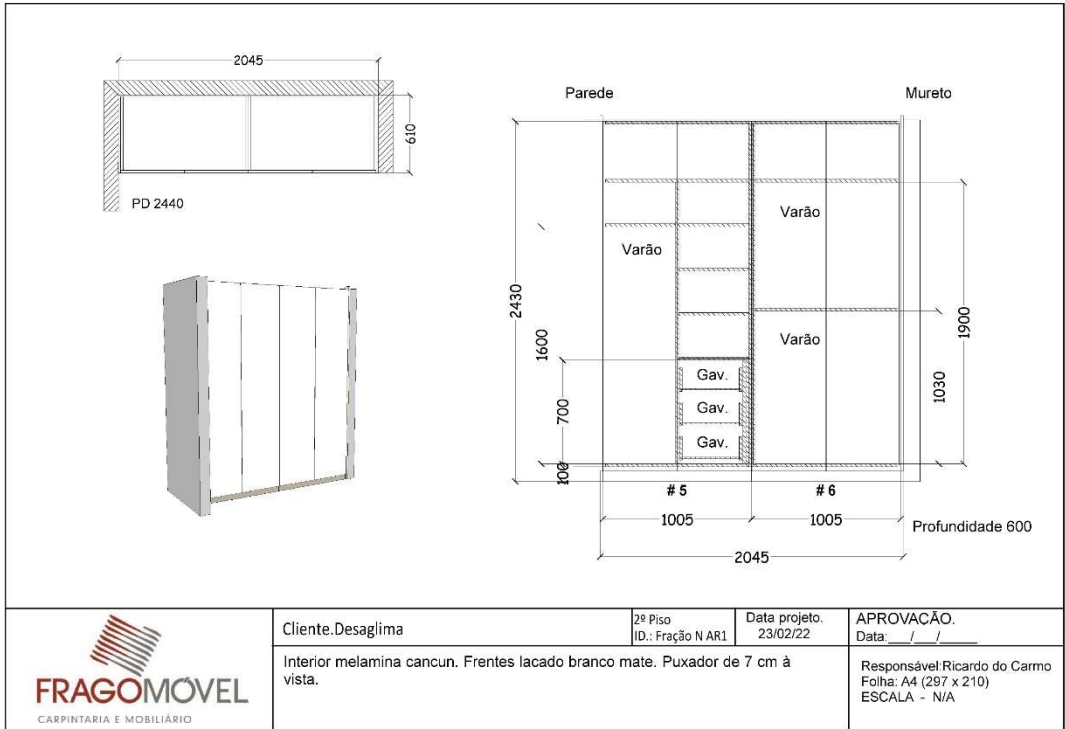 2045
610
PD 2440
Parede
Mureto
2430
1600
700
100
1900
1030
Varão
Varão
Varão
Gav.
Gav.
Gav.
# 5
# 6
1005
1005
2045
Profundidade 600
FRAGOMÓVEL
CARPINTARIA E MOBILIÁRIO
Cliente.Desaglima
2º Piso
ID.: Fração N AR1
Data projeto.
23/02/22
APROVAÇÃO.
Data:___/___/_____
Interior melamina cancun. Frentes lacado branco mate. Puxador de 7 cm à
vista.
Responsável:Ricardo do Carmo
Folha: A4 (297 x 210)
ESCALA - N/A